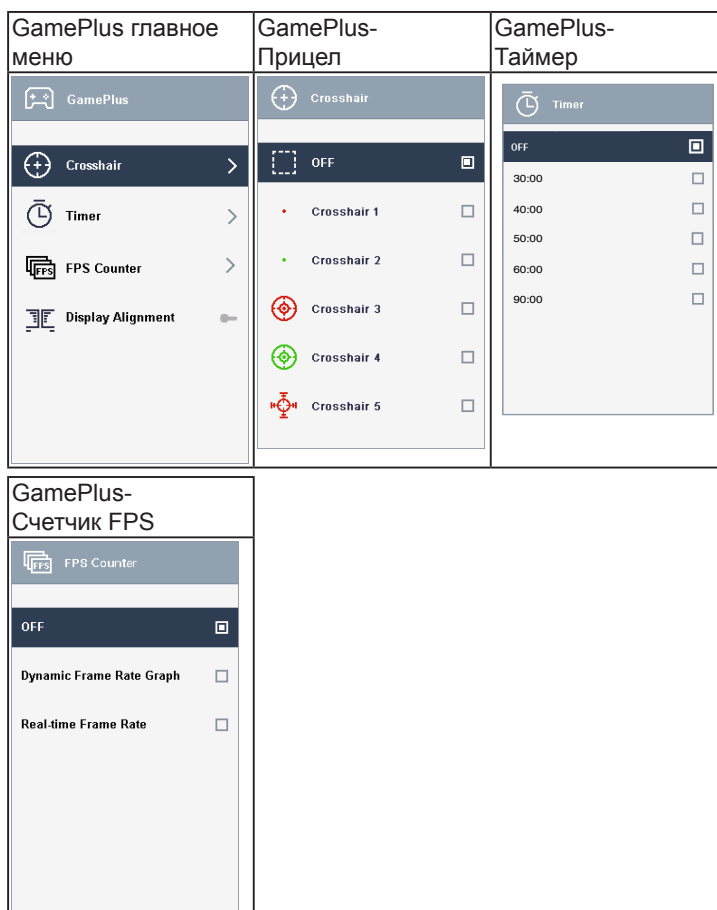 GamePlus главное
меню
GamePlus
Crosshair
Timer
FPS
FPS Counter
Display Alignment
GamePlus-
Прицел
Crosshair
OFF
Crosshair 1
Crosshair 2
Crosshair 3
Crosshair 4
Crosshair 5
GamePlus-
Таймер
Timer
OFF
30:00
40:00
50:00
60:00
90:00
GamePlus-
Счетчик FPS
FPS
FPS Counter
OFF
Dynamic Frame Rate Graph
Real-time Frame Rate